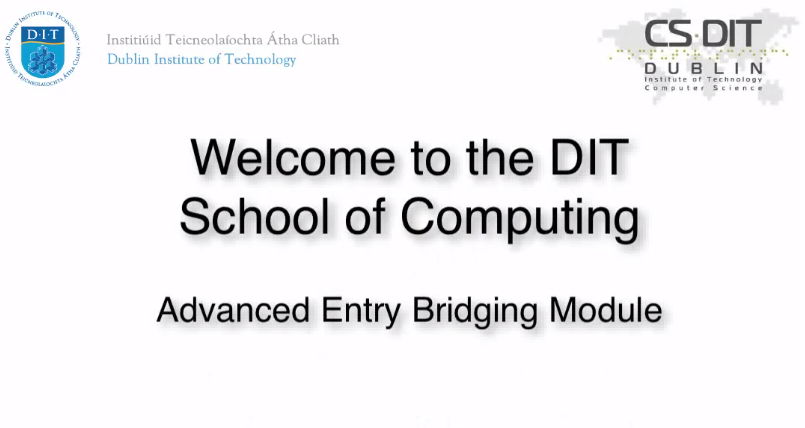 DUBLIN INSTITUTE OF TECHNOLOGY
D·I·T
INSTITIÚID TEICNEOLAÍOCHTA ÁTHA CLIATH
Institiúid Teicneolaíochta Átha Cliath
Dublin Institute of Technology
CS·DIT
DUBLIN
Institute of Technology
Computer Science
Welcome to the DIT
School of Computing
Advanced Entry Bridging Module